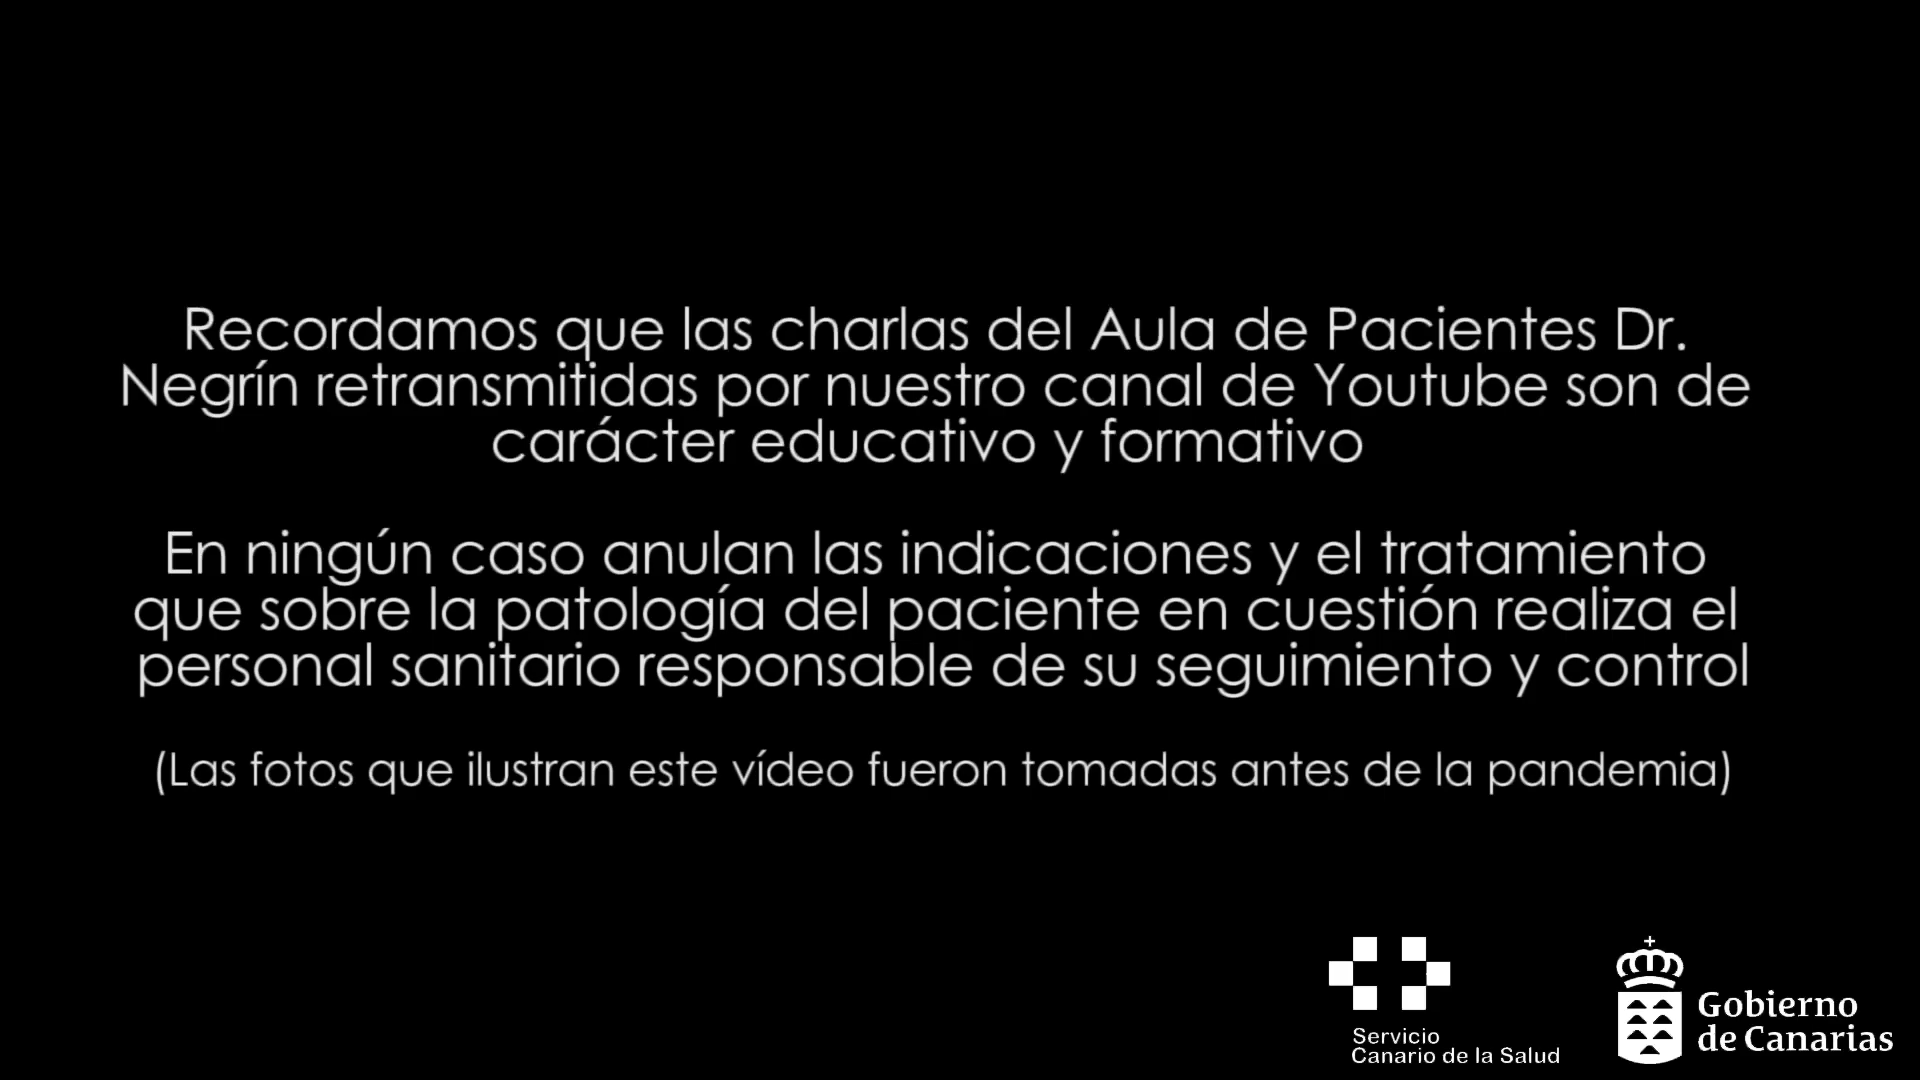 Recordamos que las charlas del Aula de Pacientes Dr.
Negrín retransmitidas por nuestro canal de Youtube son de
carácter educativo y formativo
En ningún caso anulan las indicaciones y el tratamiento
que sobre la patología del paciente en cuestión realiza el
personal sanitario responsable de su seguimiento y control
(Las fotos que ilustran este vídeo fueron tomadas antes de la pandemia)
Servicio
Canario de la Salud
Gobierno
de Canarias